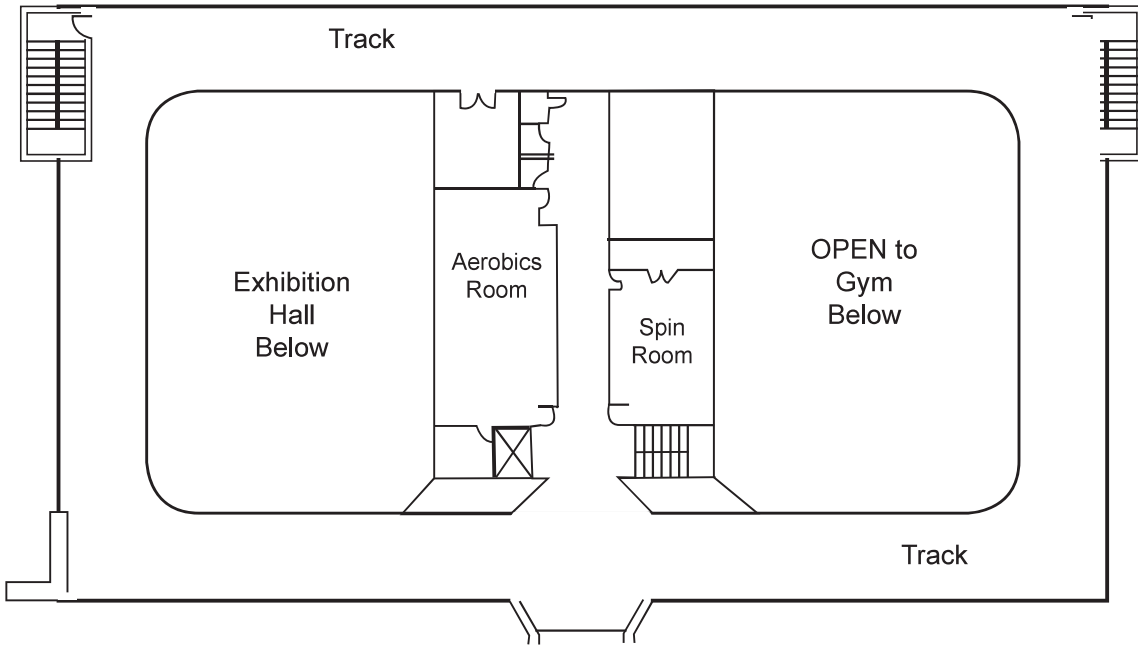 Track
Exhibition
Hall
Below
Aerobics
Room
Spin
Room
OPEN to
Gym
Below
Track